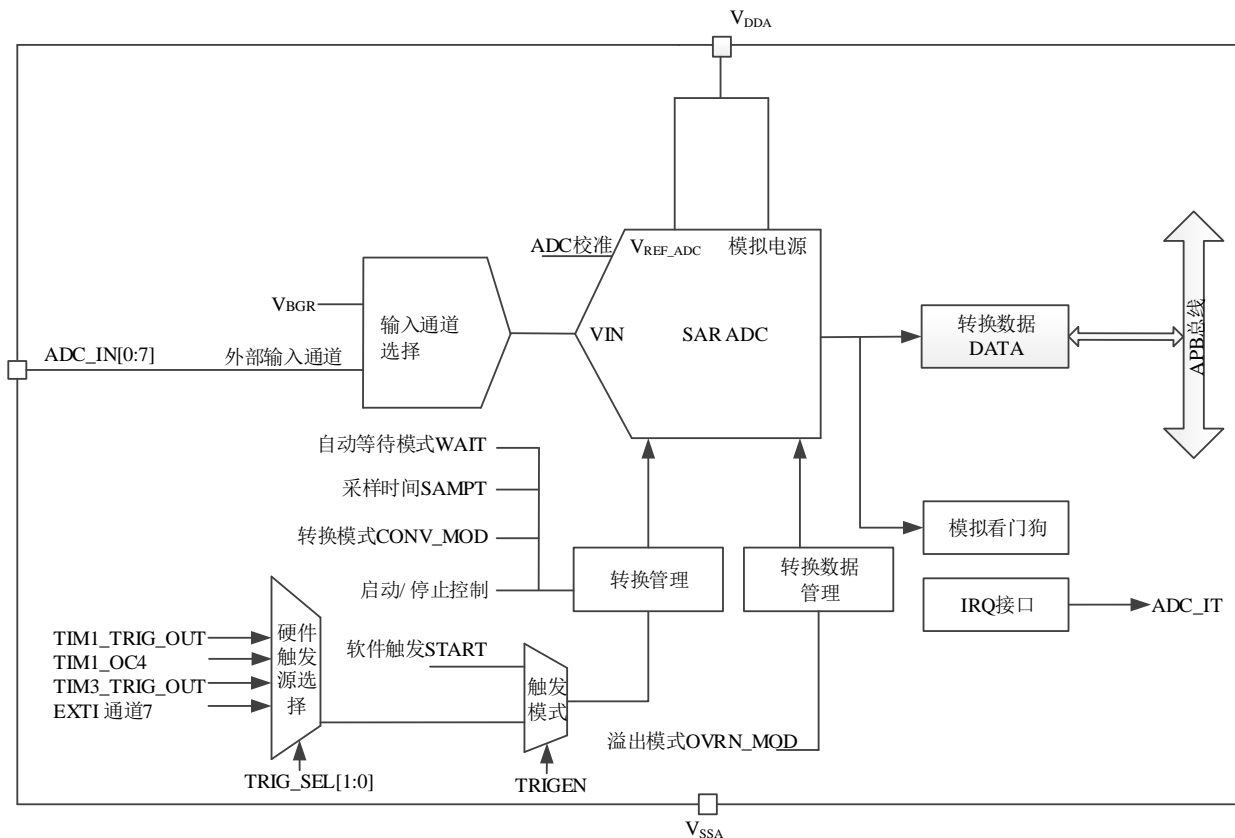 VDDA
ADC校准
VREF_ADC
模拟电源
VBGR
输入通道
选择
VIN
SAR ADC
转换数据
DATA
APB总线
ADC_IN[0:7]
外部输入通道
自动等待模式WAIT
采样时间SAMPT
转换模式CONV_MOD
启动/停止控制
转换管理
转换数据
管理
模拟看门狗
IRQ接口
ADC_IT
TIM1_TRIG_OUT
TIM1_OC4
TIM3_TRIG_OUT
EXTI 通道7
硬件
触发
源选
择
软件触发START
触发
模式
溢出模式OVRN_MOD
TRIG_SEL[1:0]
TRIGEN
VSSA